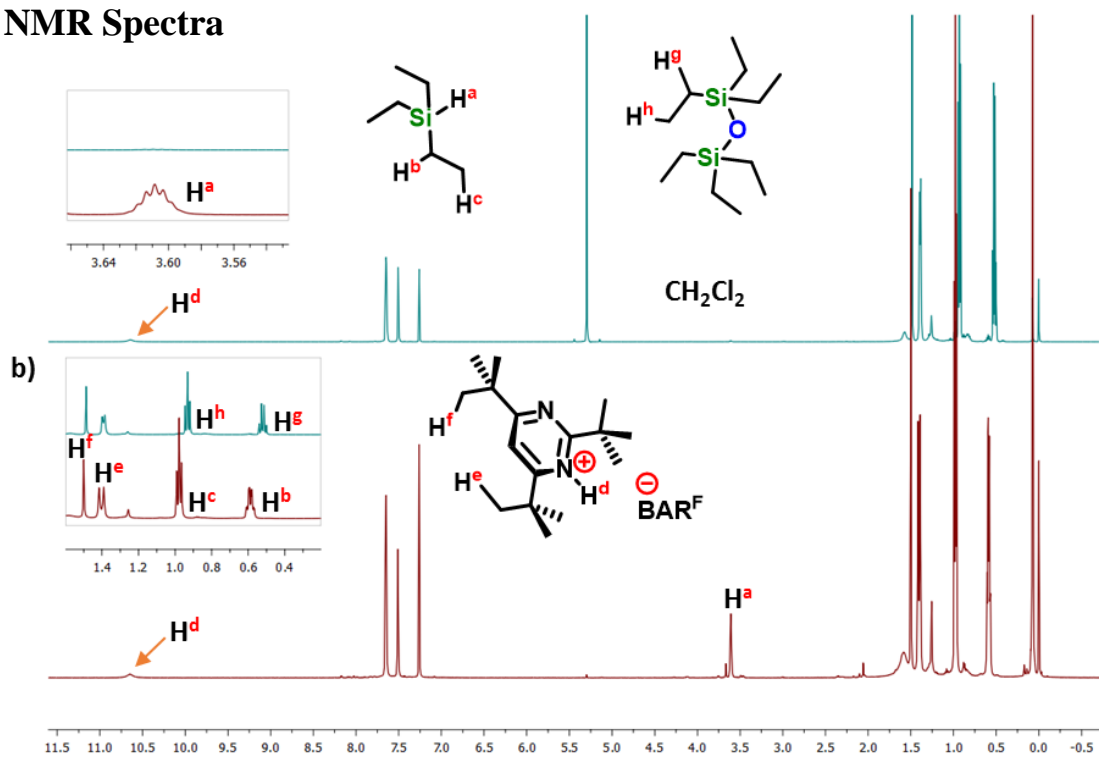 NMR Spectra
Hᵃ
3.64 3.60 3.56
Hᵈ
Si Hᵃ
Hᵇ
Hᶜ
Hᵍ
Si
Hʰ
O
Si
CH₂Cl₂
b)
Hʰ Hᵍ
Hᶠ
Hᵉ
Hᶜ Hᵇ
1.4 1.2 1.0 0.8 0.6 0.4
N
Hᶠ
N ⊕
Hᵉ
Hᵈ
⊖
BARᶠ
Hᵃ
Hᵈ
11.5 11.0 10.5 10.0 9.5 9.0 8.5 8.0 7.5 7.0 6.5 6.0 5.5 5.0 4.5 4.0 3.5 3.0 2.5 2.0 1.5 1.0 0.5 0.0 -0.5